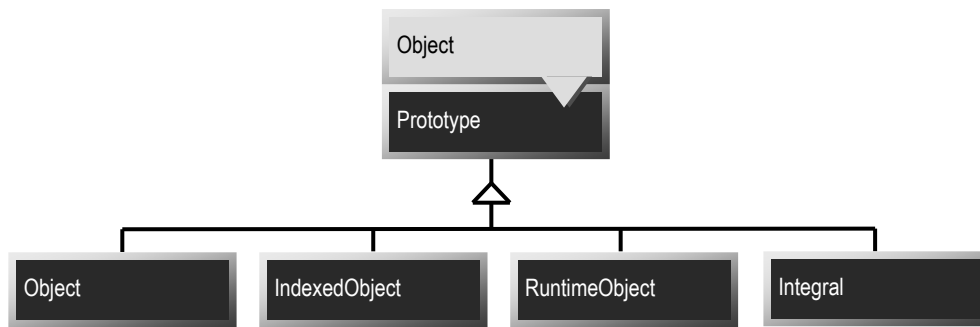 Object
Prototype
Object
IndexedObject
RuntimeObject
Integral